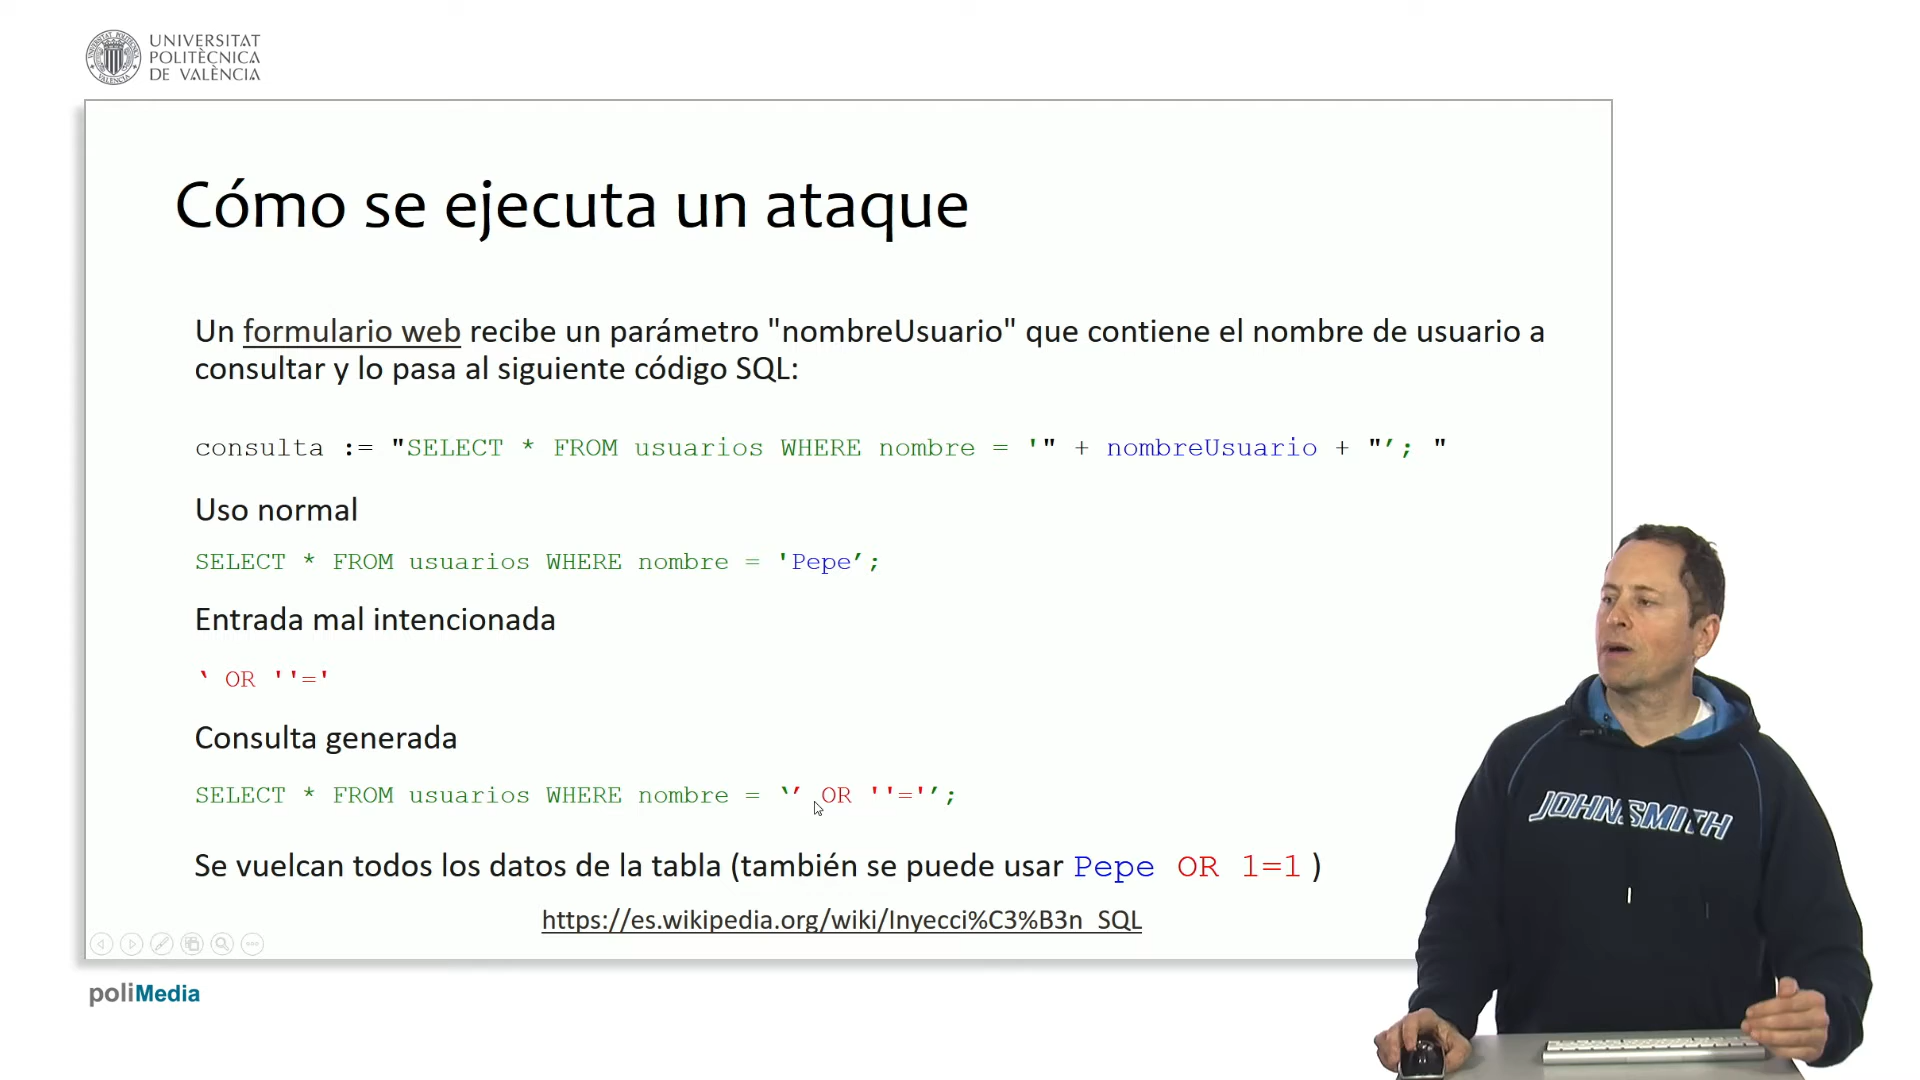 UNIVERSITAT
POLITÈCNICA
DE VALÈNCIA
Cómo se ejecuta un ataque
Un formulario web recibe un parámetro "nombreUsuario" que contiene el nombre de usuario a
consultar y lo pasa al siguiente código SQL:
consulta := "SELECT * FROM usuarios WHERE nombre = '" + nombreUsuario + "’; "
Uso normal
SELECT * FROM usuarios WHERE nombre = 'Pepe’;
Entrada mal intencionada
‘ OR ''='
Consulta generada
SELECT * FROM usuarios WHERE nombre = ‘’ OR ''='’;
Se vuelcan todos los datos de la tabla (también se puede usar Pepe OR 1=1 )
https://es.wikipedia.org/wiki/Inyecci%C3%B3n_SQL
JOHN SMITH
poliMedia